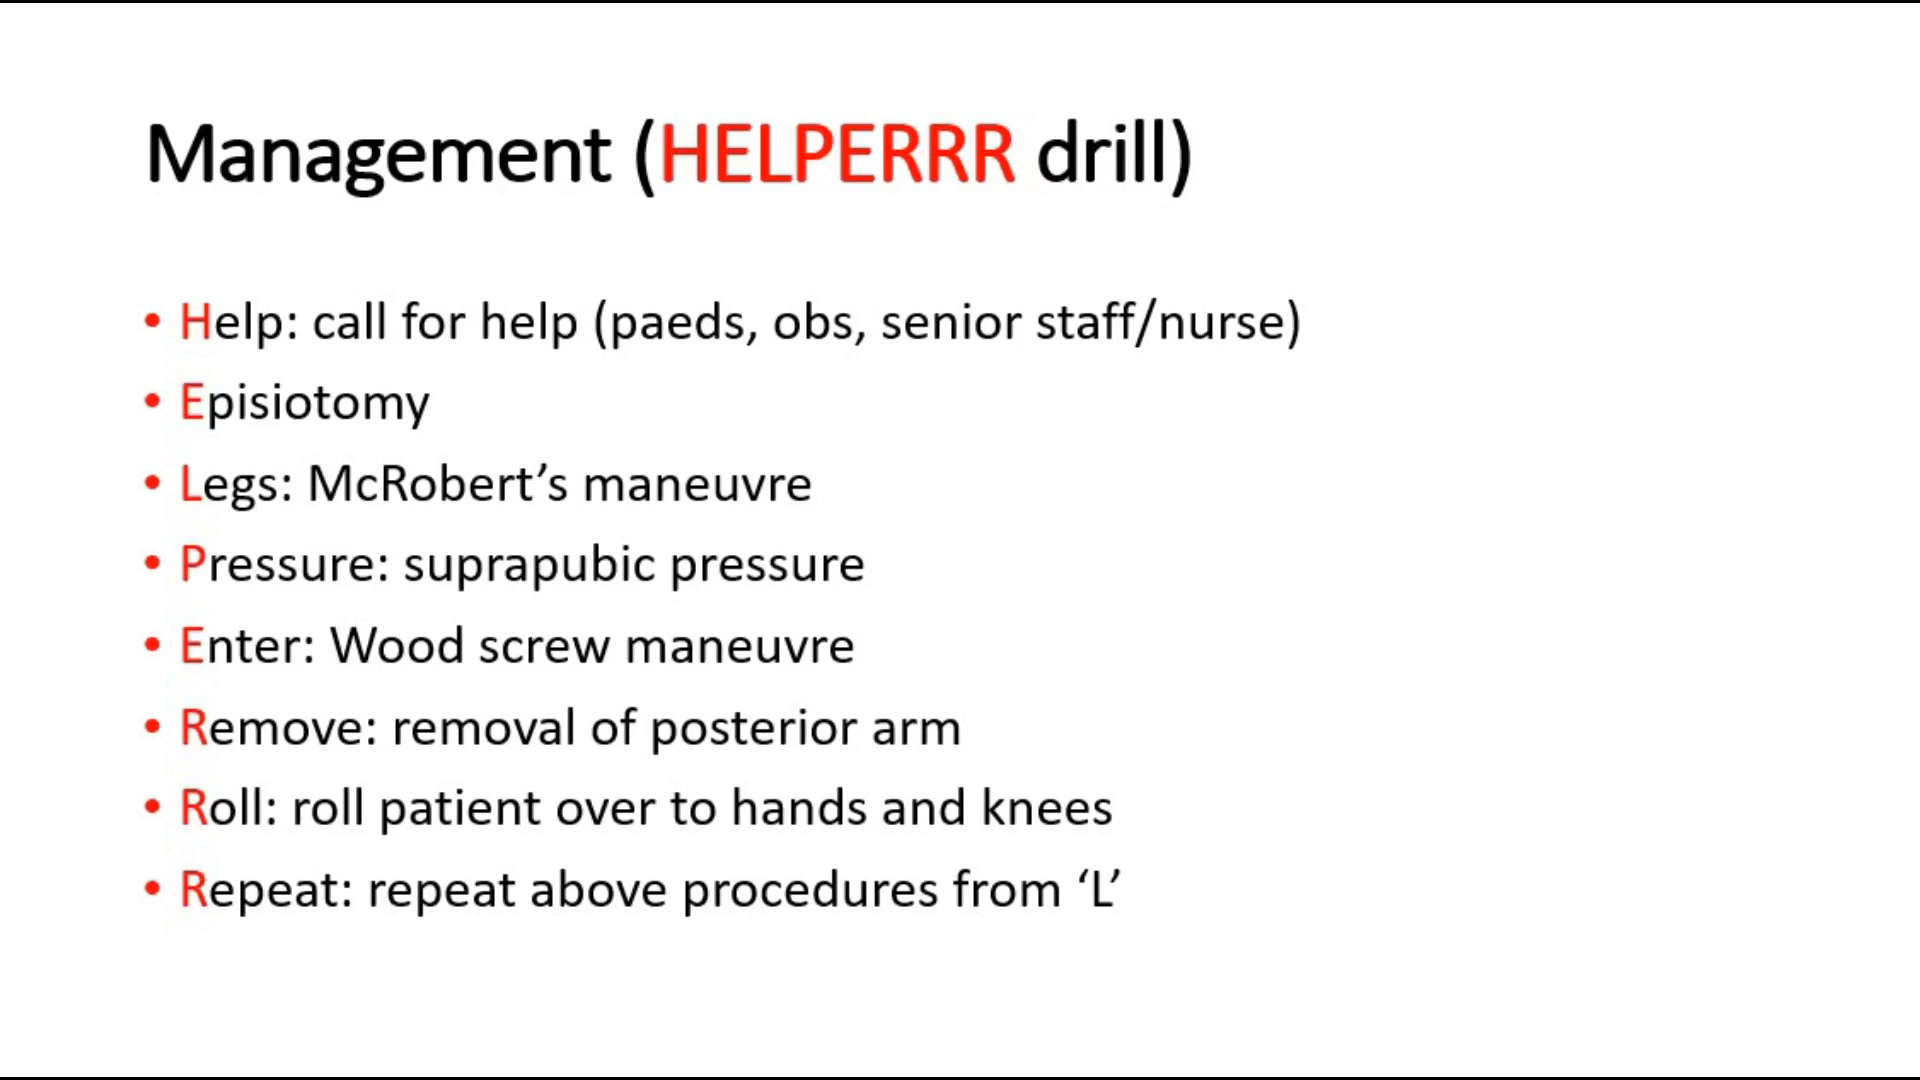 Management (HELPERRR drill)
• Help: call for help (paeds, obs, senior staff/nurse)
• Episiotomy
• Legs: McRobert’s maneuvre
• Pressure: suprapubic pressure
• Enter: Wood screw maneuvre
• Remove: removal of posterior arm
• Roll: roll patient over to hands and knees
• Repeat: repeat above procedures from ‘L’